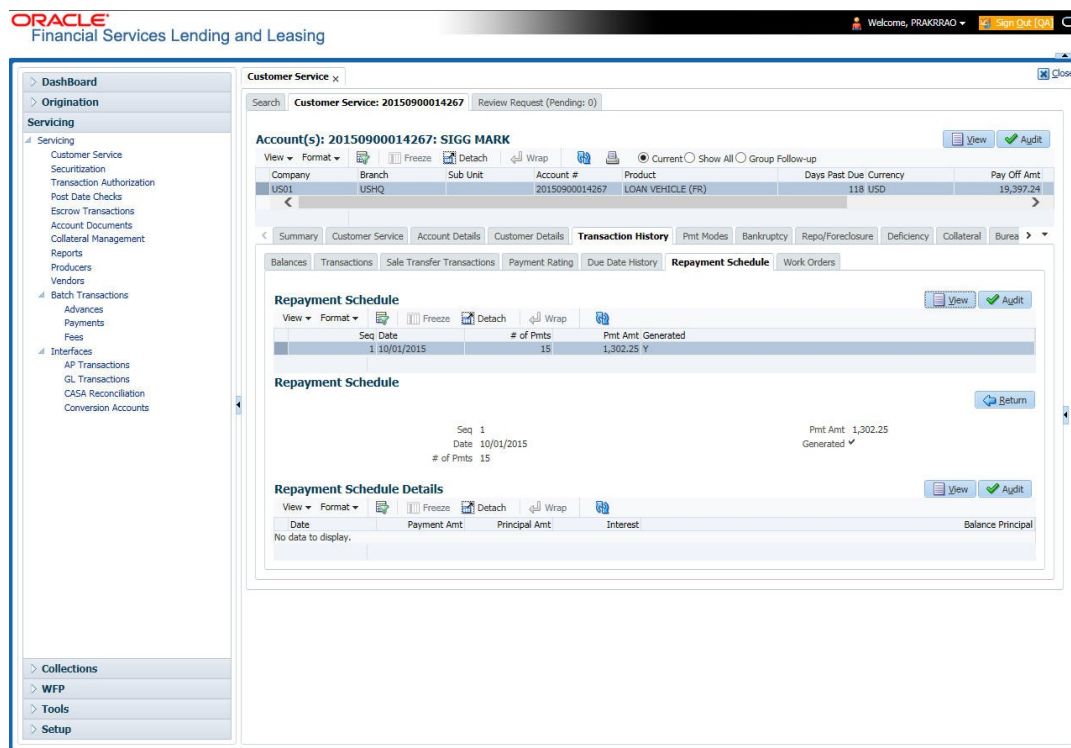 ORACLE
Financial Services Lending and Leasing
Welcome, PRAKRRAO
Sign Out [QA]
DashBoard
Origination
Servicing
Servicing
Customer Service
Securitization
Transaction Authorization
Post Date Checks
Escrow Transactions
Account Documents
Collateral Management
Reports
Producers
Vendors
Batch Transactions
Advances
Payments
Fees
Interfaces
AP Transactions
GL Transactions
CASA Reconciliation
Conversion Accounts
Collections
WFP
Tools
Setup
Customer Service x
Close
Search Customer Service: 20150900014267 Review Request (Pending: 0)
Account(s): 20150900014267: SIGG MARK
View Audit
View Format Freeze Detach Wrap Current Show All Group Follow-up
Company Branch Sub Unit Account # Product Days Past Due Currency Pay Off Amt
US01 USHQ 20150900014267 LOAN VEHICLE (FR) 118 USD 19,397.24
Summary Customer Service Account Details Customer Details Transaction History Pmt Modes Bankruptcy Repo/Foreclosure Deficiency Collateral Burea
Balances Transactions Sale Transfer Transactions Payment Rating Due Date History Repayment Schedule Work Orders
Repayment Schedule
View Audit
View Format Freeze Detach Wrap
Seq Date # of Pmts Pmt Amt Generated
1 10/01/2015 15 1,302.25 Y
Repayment Schedule
Return
Seq 1 Pmt Amt 1,302.25
Date 10/01/2015 Generated
# of Pmts 15
Repayment Schedule Details
View Audit
View Format Freeze Detach Wrap
Date Payment Amt Principal Amt Interest Balance Principal
No data to display.